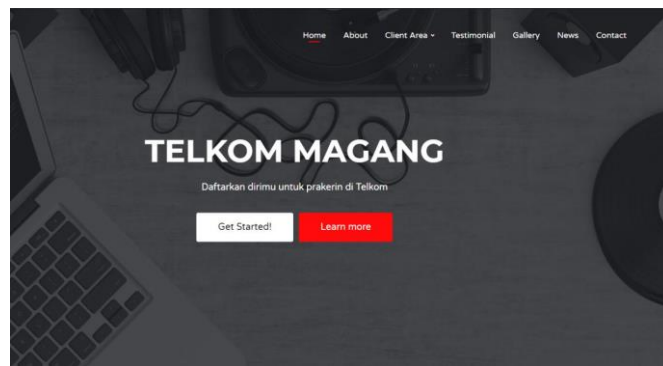 Home About Client Area Testimonial Gallery News Contact
TELKOM MAGANG
Daftarkan dirimu untuk prakerin di Telkom
Get Started! Learn more